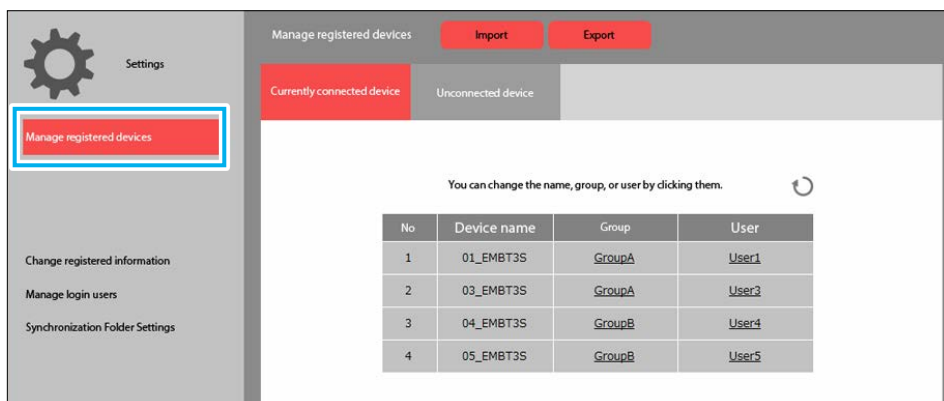 Settings
Manage registered devices
Change registered information
Manage login users
Synchronization Folder Settings
Manage registered devices Import Export
Currently connected device Unconnected device
You can change the name, group, or user by clicking them.
No Device name Group User
1 01_EMBT3S GroupA User1
2 03_EMBT3S GroupA User3
3 04_EMBT3S GroupB User4
4 05_EMBT3S GroupB User5